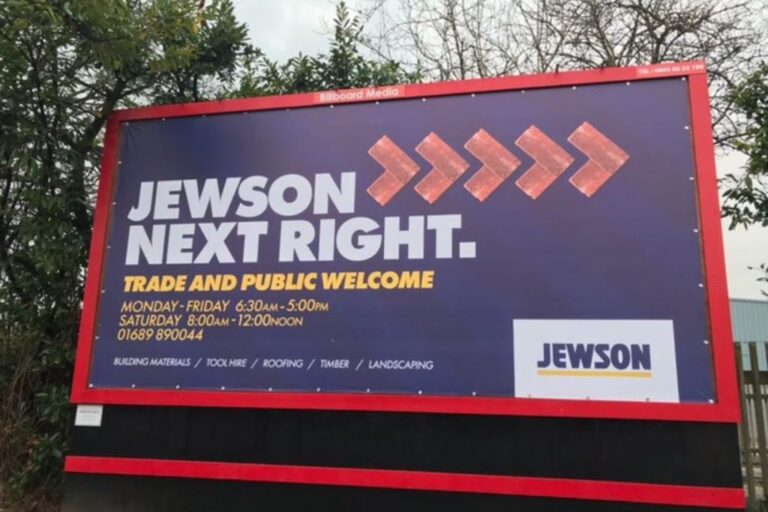 Billboard Media
JEWSON
NEXT RIGHT.
TRADE AND PUBLIC WELCOME
MONDAY-FRIDAY 6:30AM-5:00PM
SATURDAY 8:00AM-12:00NOON
01689 890044
BUILDING MATERIALS / TOOL HIRE / ROOFING / TIMBER / LANDSCAPING
JEWSON